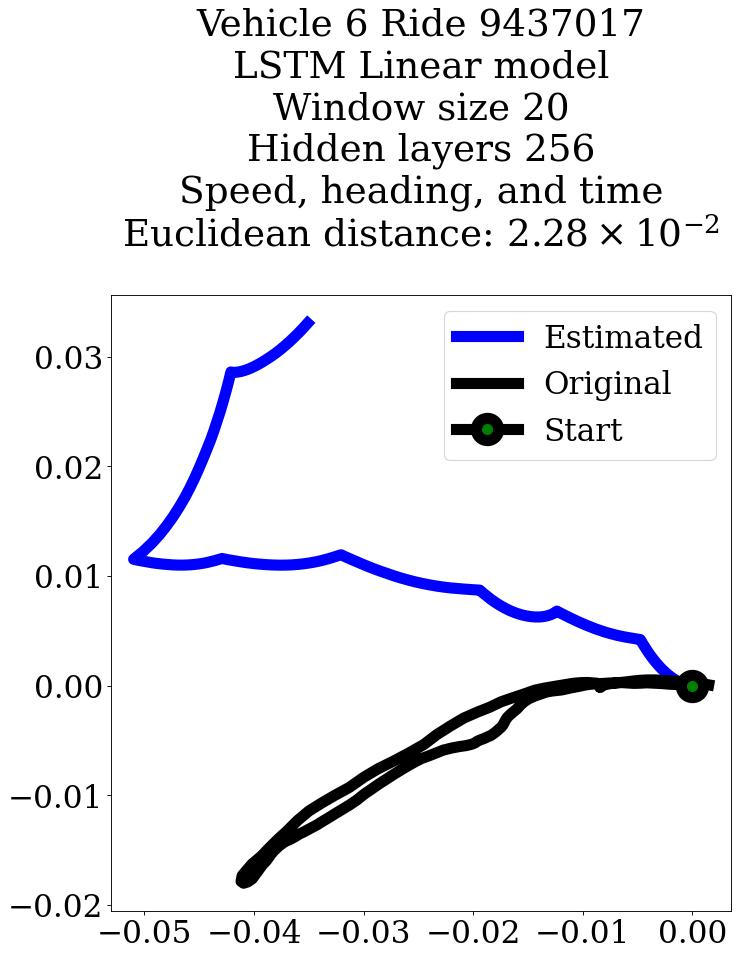 Vehicle 6 Ride 9437017
LSTM Linear model
Window size 20
Hidden layers 256
Speed, heading, and time
Euclidean distance: 2.28 × 10⁻²
Estimated
Original
Start
0.03
0.02
0.01
0.00
−0.01
−0.02
−0.05 −0.04 −0.03 −0.02 −0.01 0.00